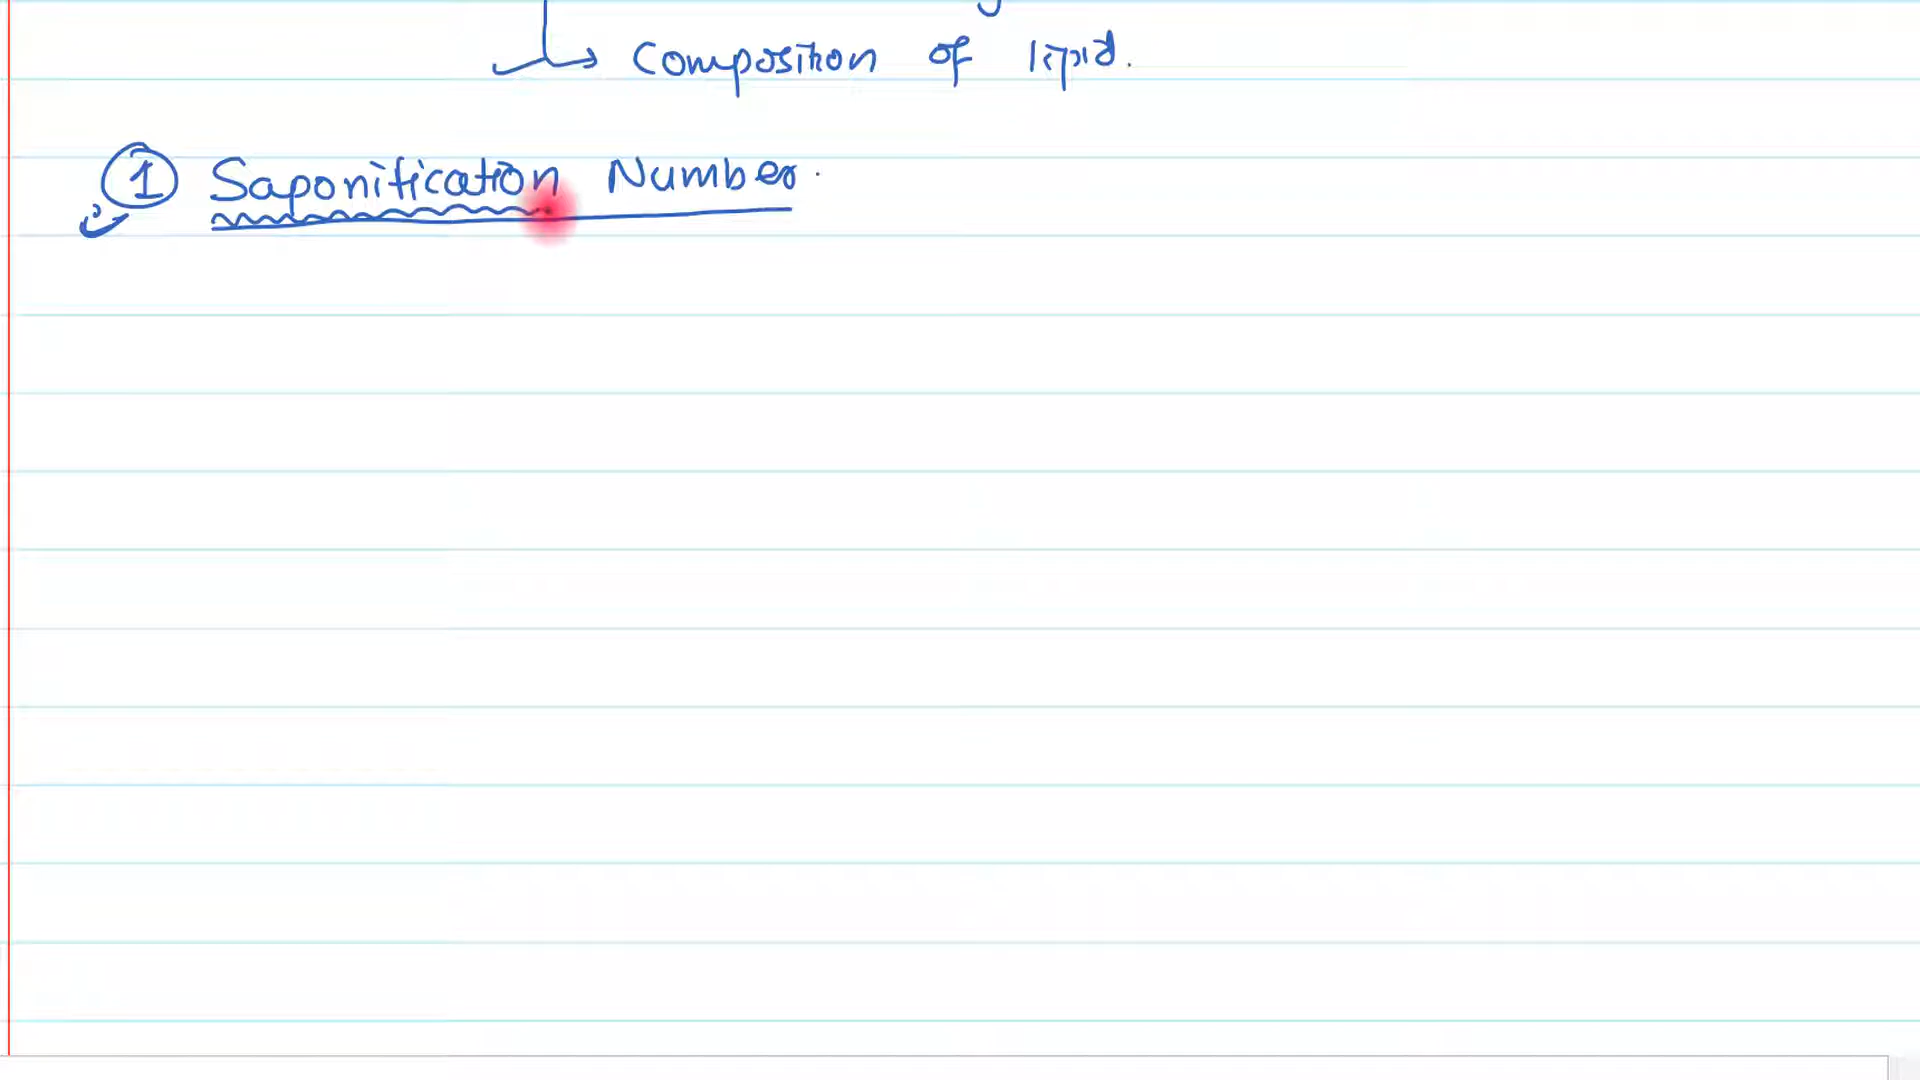 Composition of lipid.
① Saponification Number.